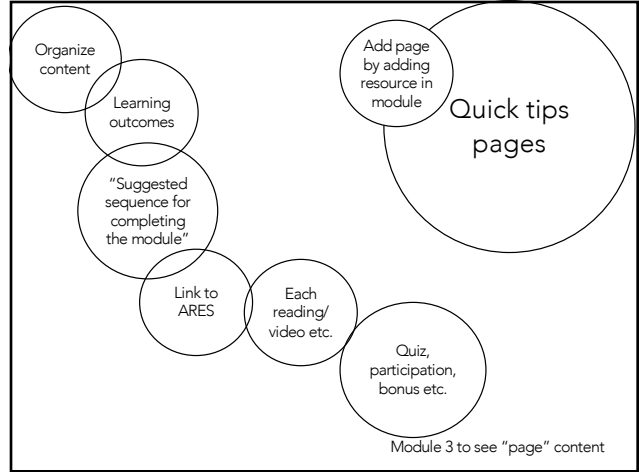 Organize
content
Learning
outcomes
“Suggested
sequence for
completing
the module”
Link to
ARES
Each
reading/
video etc.
Quiz,
participation,
bonus etc.
Add page
by adding
resource in
module
Quick tips
pages
Module 3 to see “page” content